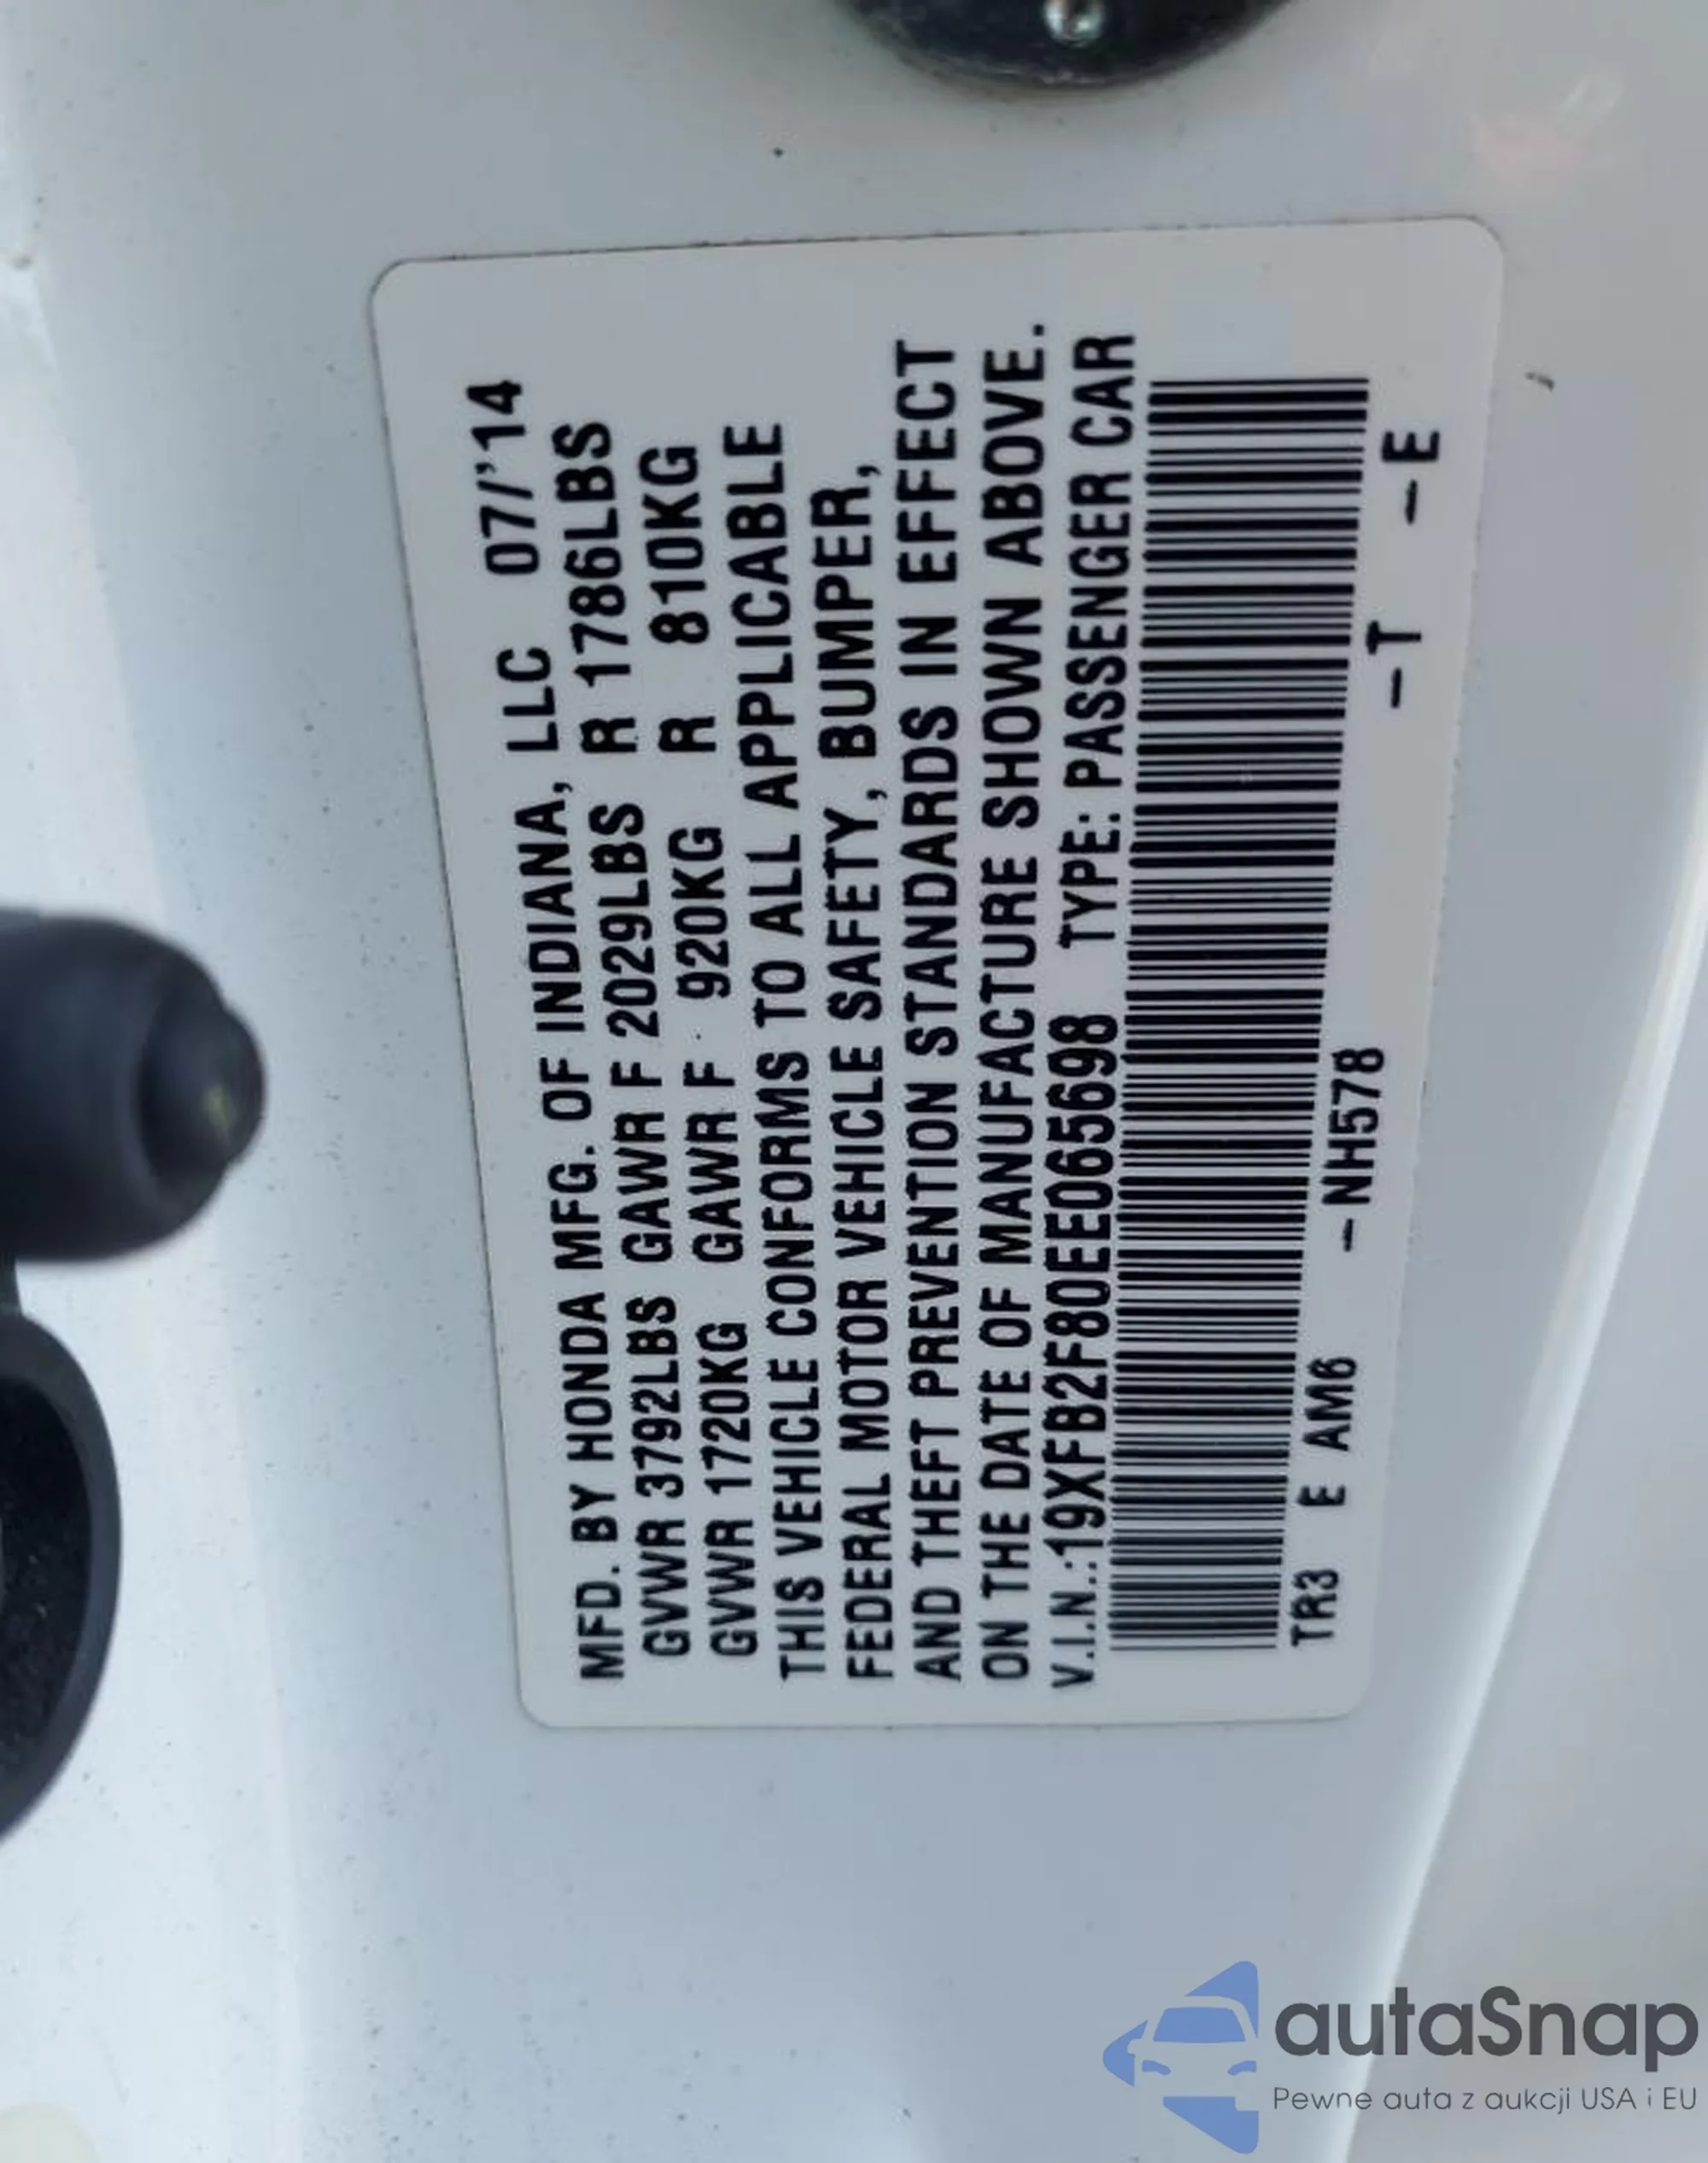 MFD. BY HONDA MFG. OF INDIANA, LLC 07/'14
GVWR 3792LBS GAWR F 2029LBS R 1786LBS
GVWR 1720KG GAWR F 920KG R 810KG
THIS VEHICLE CONFORMS TO ALL APPLICABLE
FEDERAL MOTOR VEHICLE SAFETY, BUMPER,
AND THEFT PREVENTION STANDARDS IN EFFECT
ON THE DATE OF MANUFACTURE SHOWN ABOVE.
V.I.N.:19XFB2F80EE065698 TYPE: PASSENGER CAR
TR3 E AM6 –NH578 –T –E
autaSnap
Pewne auta z aukcji USA i EU